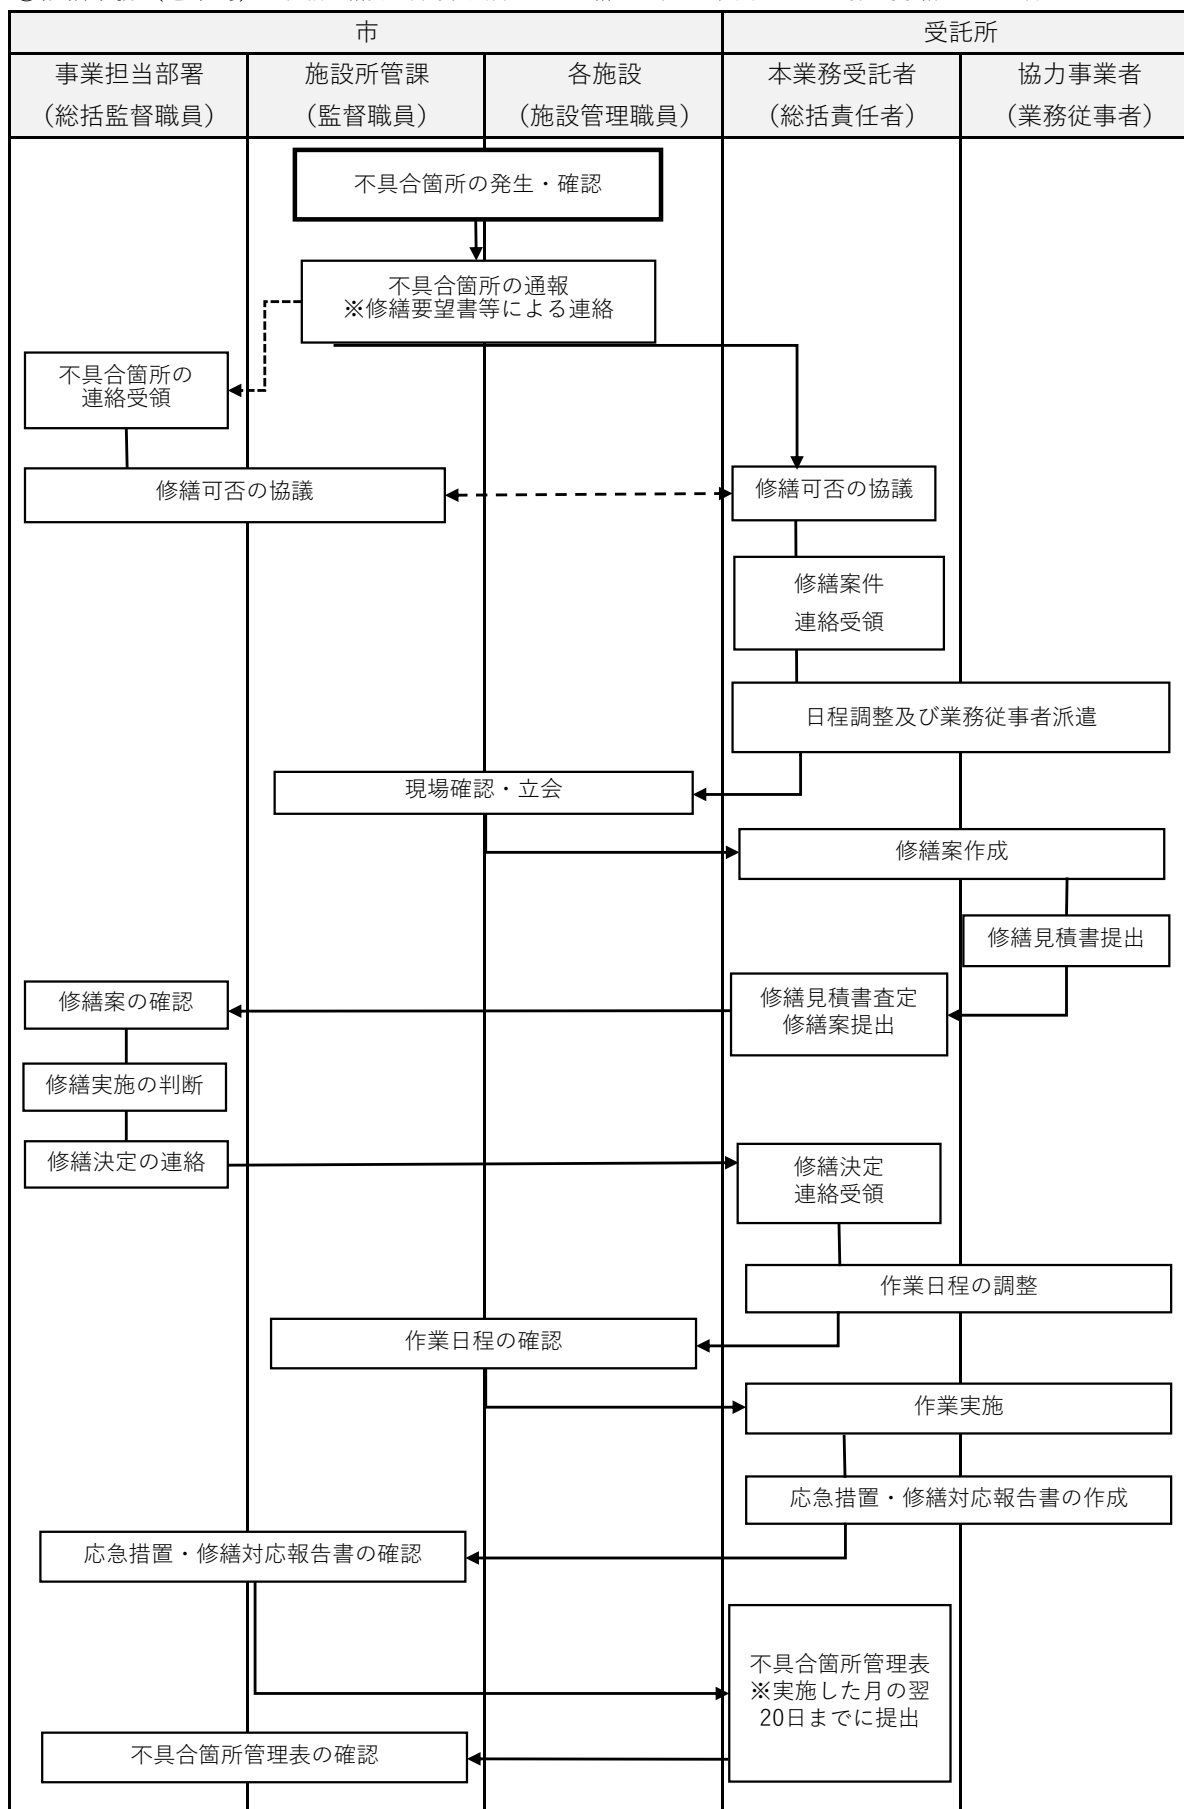 市
受託所
事業担当部署
（総括監督職員）
施設所管課
（監督職員）
各施設
（施設管理職員）
本業務受託者
（総括責任者）
協力事業者
（業務従事者）
不具合箇所の発生・確認
不具合箇所の通報
※修繕要望書等による連絡
不具合箇所の
連絡受領
修繕可否の協議
修繕可否の協議
修繕案件
連絡受領
日程調整及び業務従事者派遣
現場確認・立会
修繕案作成
修繕見積書提出
修繕案の確認
修繕見積書査定
修繕案提出
修繕実施の判断
修繕決定の連絡
修繕決定
連絡受領
作業日程の調整
作業日程の確認
作業実施
応急措置・修繕対応報告書の作成
応急措置・修繕対応報告書の確認
不具合箇所管理表
※実施した月の翌
20日までに提出
不具合箇所管理表の確認